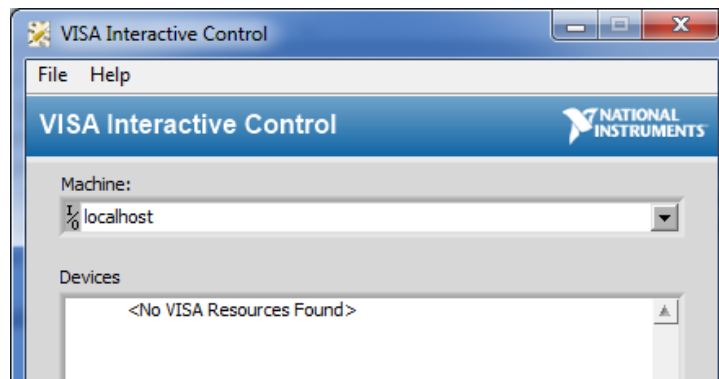 VISA Interactive Control
File Help
VISA Interactive Control
NATIONAL
INSTRUMENTS
Machine:
I/O localhost
Devices
<No VISA Resources Found>